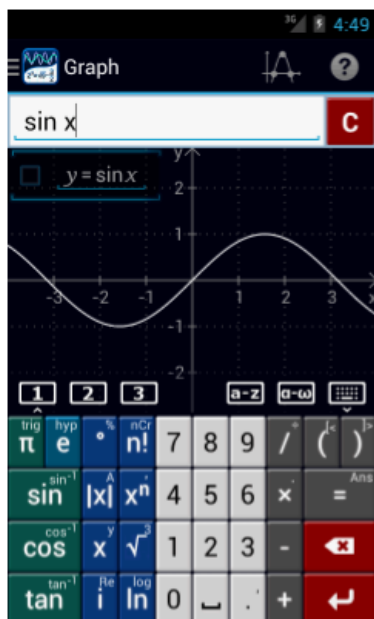 3G 4:49
Graph ?
sin x C
y = sin x y
2
1
-3 -2 -1 1 2 3 x
-1
-2
1 2 3 a-z α-ω
trig hyp % nCr ÷ [< ]>
π e ° n! 7 8 9 / ( )
sin⁻¹ A Ans
sin |x| xⁿ 4 5 6 × =
cos⁻¹ y 3
cos x √ 1 2 3 -
tan⁻¹ Re log
tan i ln 0 . +